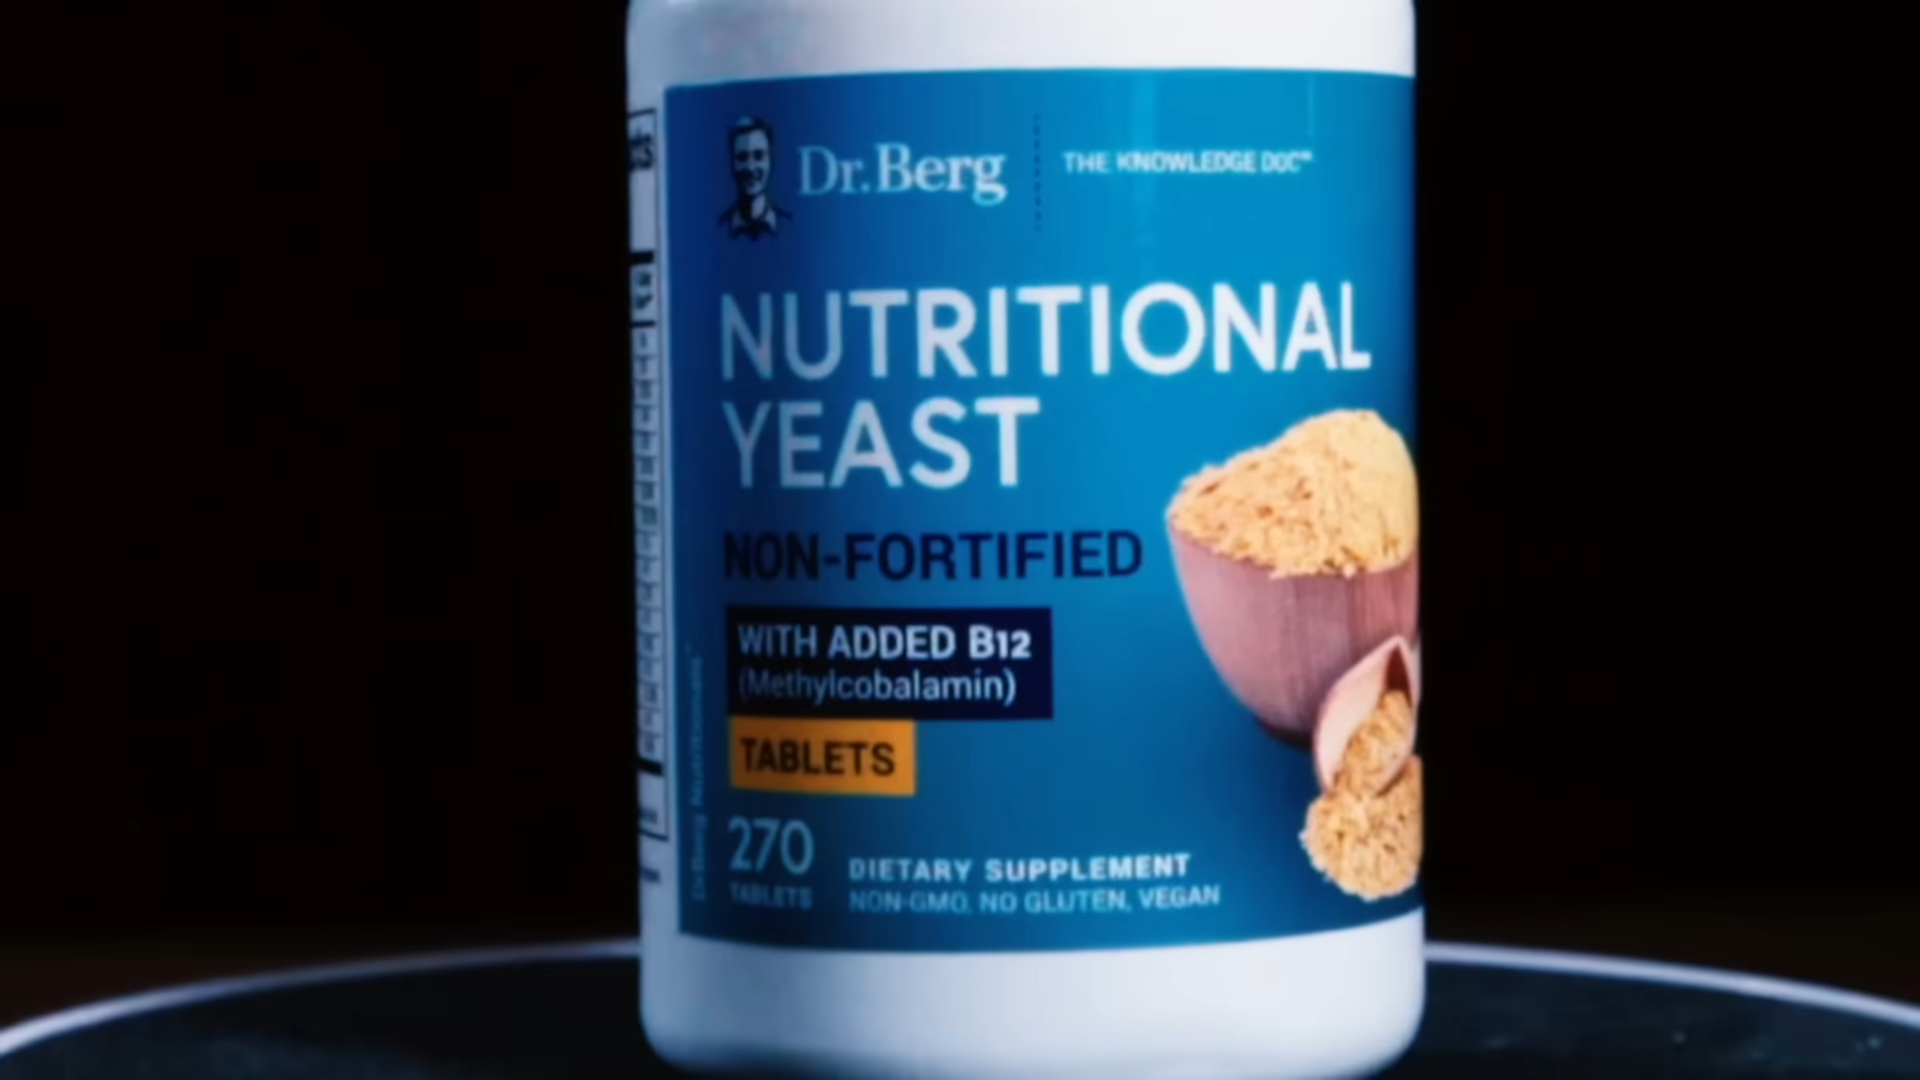 Dr.Berg
THE KNOWLEDGE DOC™
NUTRITIONAL
YEAST
NON-FORTIFIED
WITH ADDED B12
(Methylcobalamin)
TABLETS
270
TABLETS
DIETARY SUPPLEMENT
NON-GMO, NO GLUTEN, VEGAN